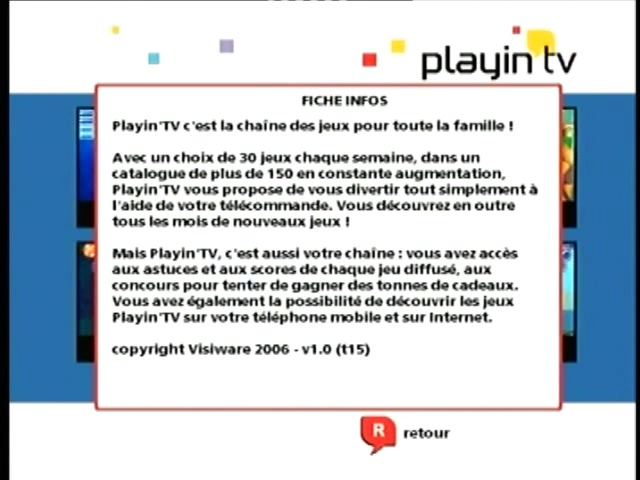 playin tv
FICHE INFOS
Playin'TV c'est la chaîne des jeux pour toute la famille !
Avec un choix de 30 jeux chaque semaine, dans un
catalogue de plus de 150 en constante augmentation,
Playin'TV vous propose de vous divertir tout simplement à
l'aide de votre télécommande. Vous découvrez en outre
tous les mois de nouveaux jeux !
Mais Playin'TV, c'est aussi votre chaîne : vous avez accès
aux astuces et aux scores de chaque jeu diffusé, aux
concours pour tenter de gagner des tonnes de cadeaux.
Vous avez également la possibilité de découvrir les jeux
Playin'TV sur votre téléphone mobile et sur Internet.
copyright Visiware 2006 - v1.0 (t15)
R retour